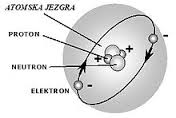 ATOMSKA JEZGRA
PROTON
NEUTRON
ELEKTRON
+
+
-
-